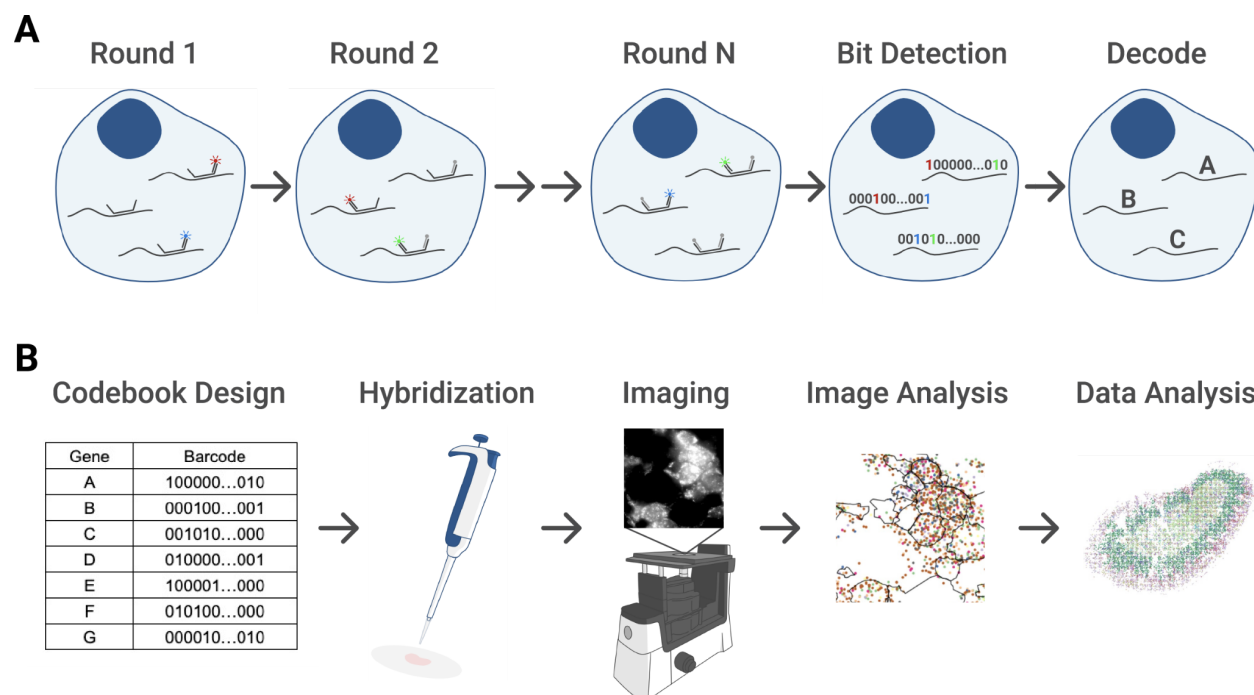 A
Round 1
Round 2
Round N
Bit Detection
Decode
100000...010
000100...001
001010...000
A
B
C
B
Codebook Design
Hybridization
Imaging
Image Analysis
Data Analysis
Gene Barcode
A 100000...010
B 000100...001
C 001010...000
D 010000...001
E 100001...000
F 010100...000
G 000010...010